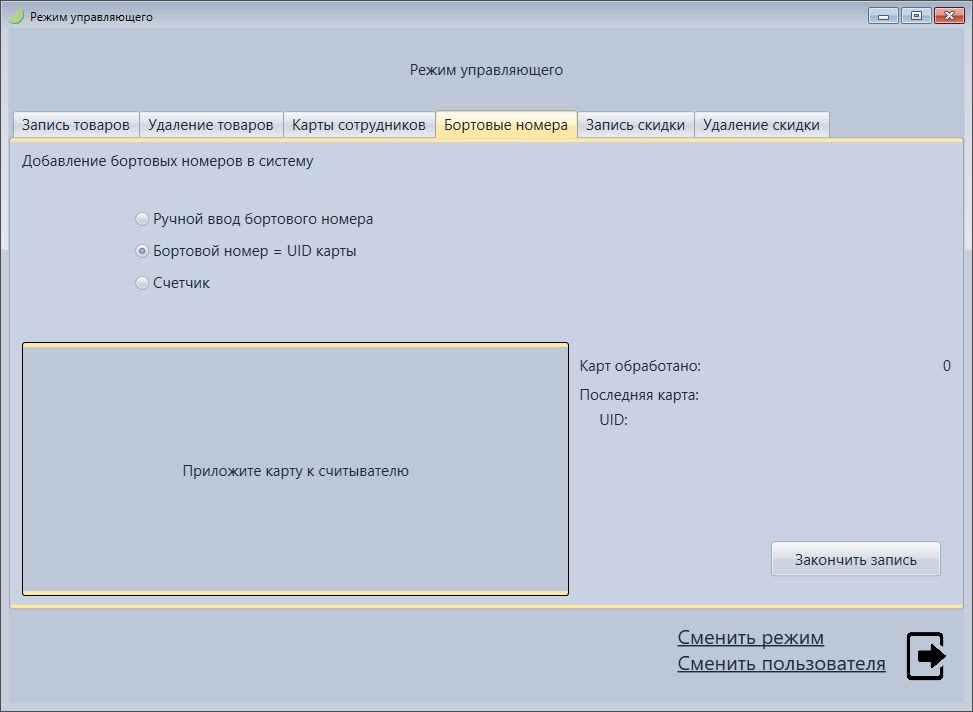 Режим управляющего
Режим управляющего
Запись товаров Удаление товаров Карты сотрудников Бортовые номера Запись скидки Удаление скидки
Добавление бортовых номеров в систему
Ручной ввод бортового номера
Бортовой номер = UID карты
Счетчик
Карт обработано: 0
Последняя карта:
UID:
Приложите карту к считывателю
Закончить запись
Сменить режим
Сменить пользователя